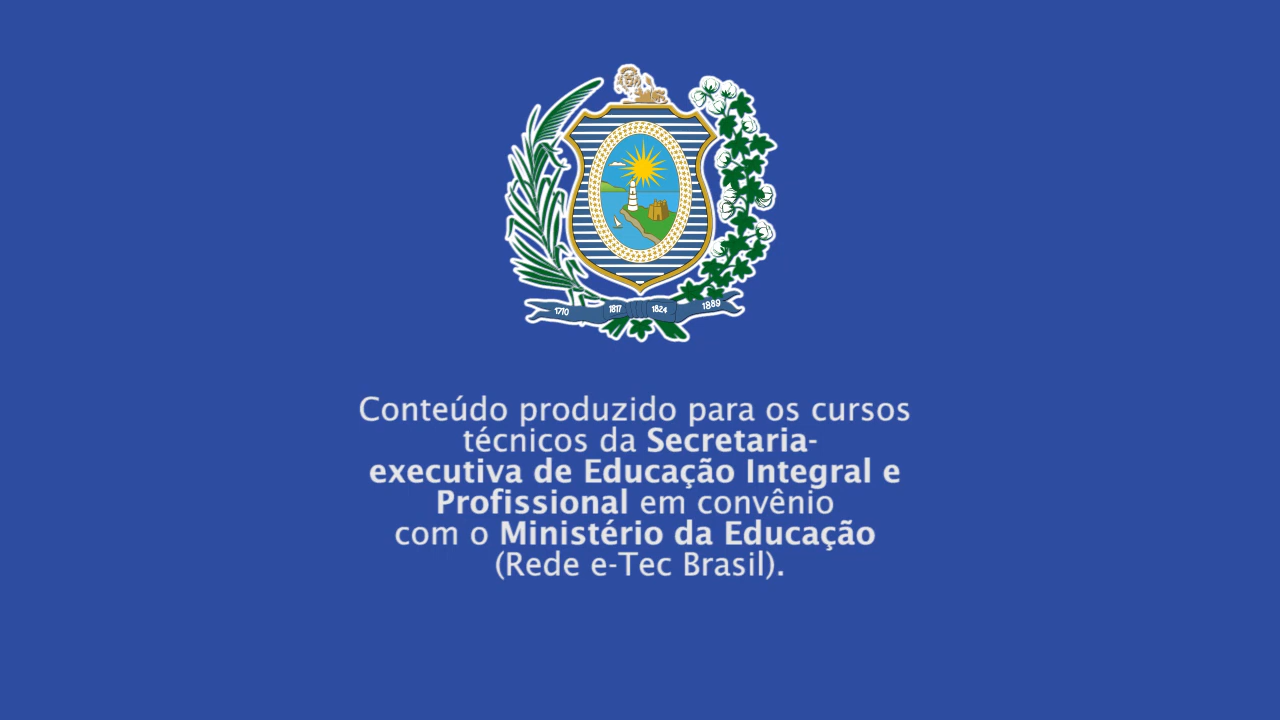 1710 1817 1824 1889
Conteúdo produzido para os cursos
técnicos da Secretaria-
executiva de Educação Integral e
Profissional em convênio
com o Ministério da Educação
(Rede e-Tec Brasil).